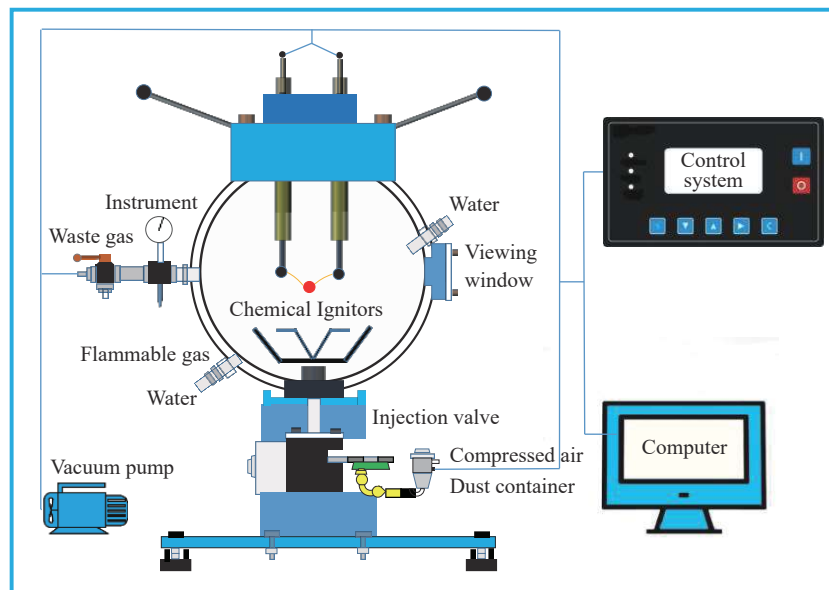 Water
Instrument
Waste gas
Viewing
window
Chemical Ignitors
Flammable gas
Water
Injection valve
Compressed air
Dust container
Vacuum pump
Control
system
Computer